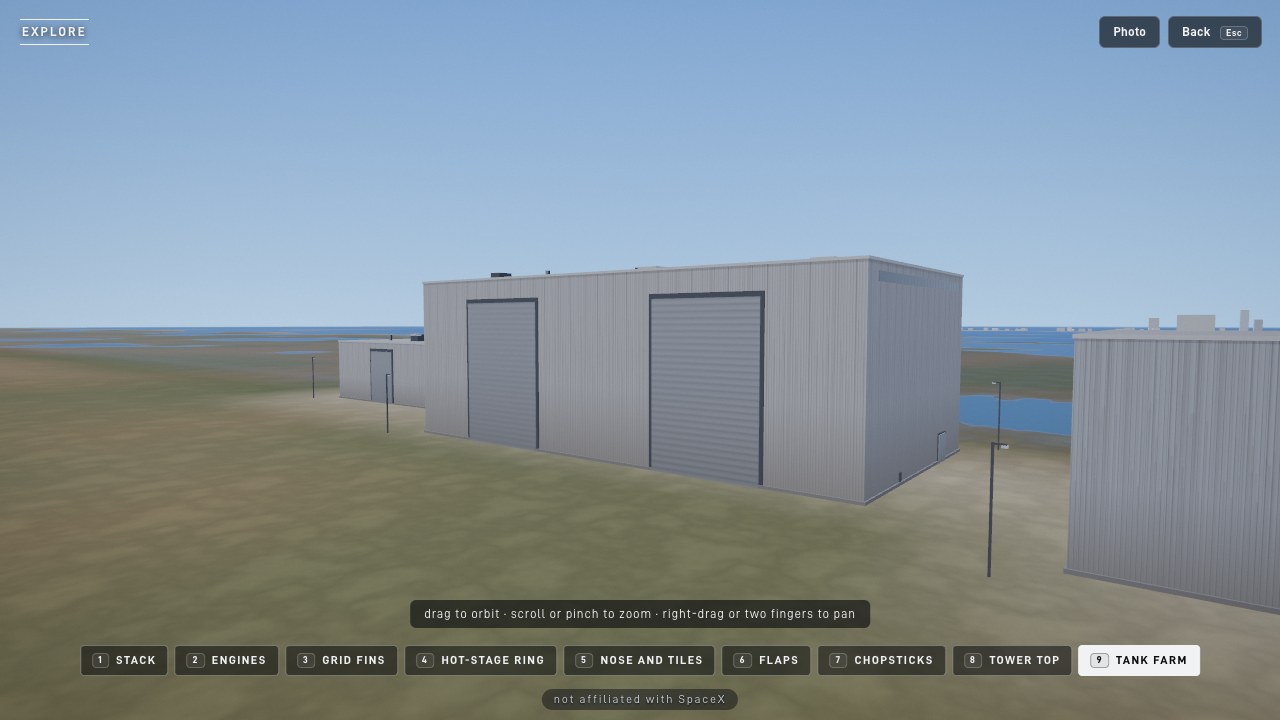 EXPLORE
Photo
Back Esc
drag to orbit · scroll or pinch to zoom · right-drag or two fingers to pan
1 STACK
2 ENGINES
3 GRID FINS
4 HOT-STAGE RING
5 NOSE AND TILES
6 FLAPS
7 CHOPSTICKS
8 TOWER TOP
9 TANK FARM
not affiliated with SpaceX